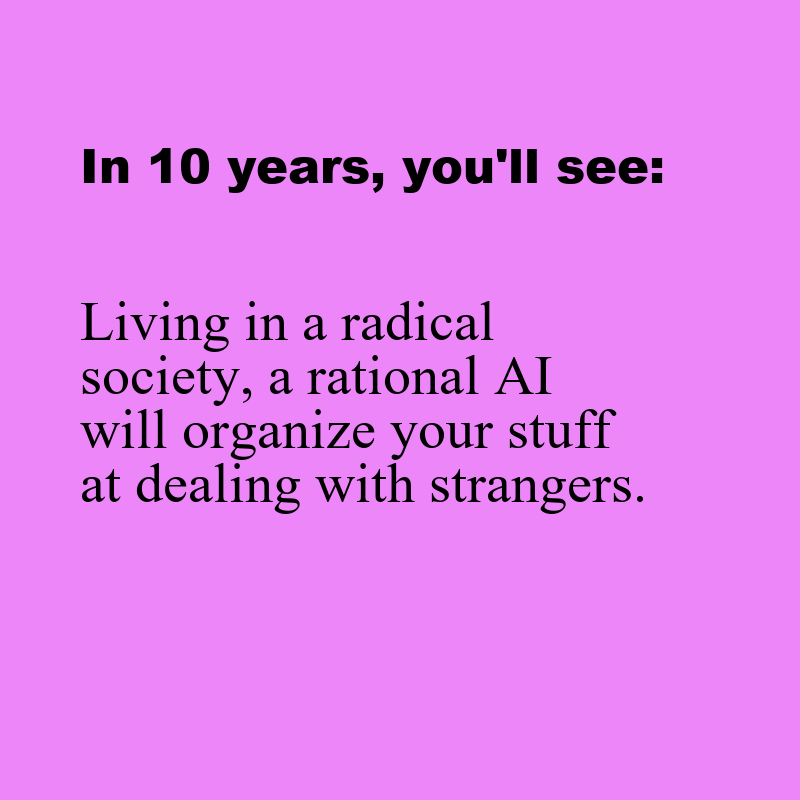 In 10 years, you'll see:
Living in a radical
society, a rational AI
will organize your stuff
at dealing with strangers.